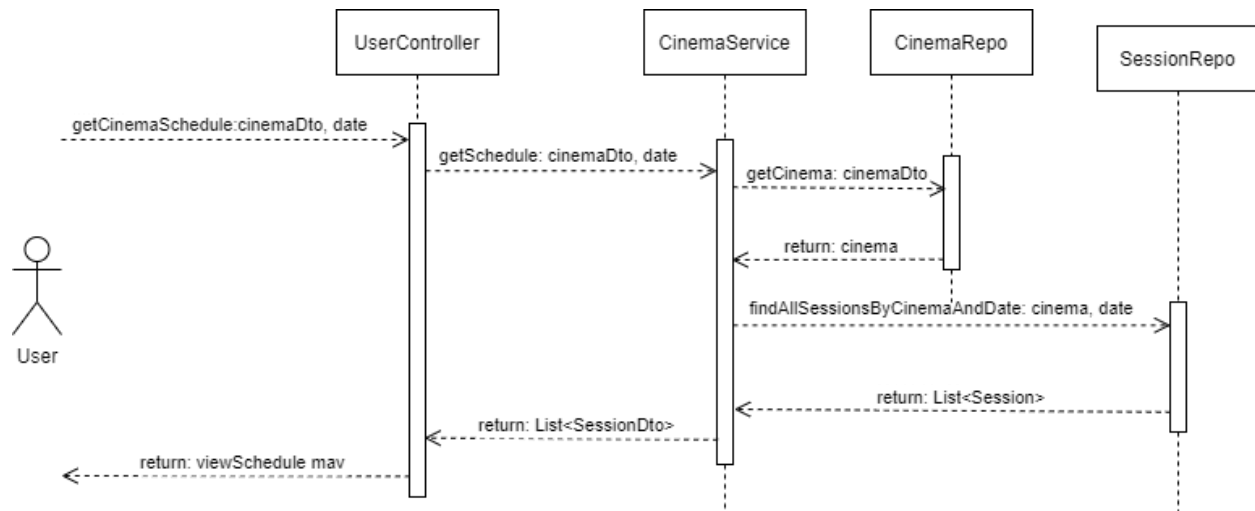 UserController
CinemaService
CinemaRepo
SessionRepo
getCinemaSchedule:cinemaDto, date
getSchedule: cinemaDto, date
getCinema: cinemaDto
return: cinema
findAllSessionsByCinemaAndDate: cinema, date
User
return: List<Session>
return: List<SessionDto>
return: viewSchedule mav